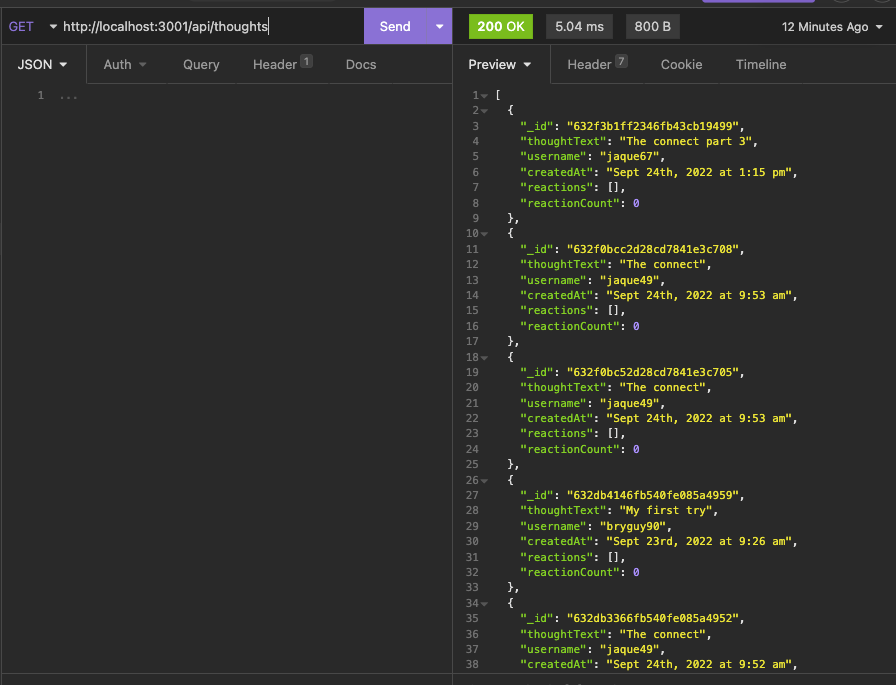 GET http://localhost:3001/api/thoughts Send 200 OK 5.04 ms 800 B 12 Minutes Ago
JSON Auth Query Header 1 Docs Preview Header 7 Cookie Timeline
1 ...
1 [
2 {
3 "_id": "632f3b1ff2346fb43cb19499",
4 "thoughtText": "The connect part 3",
5 "username": "jaque67",
6 "createdAt": "Sept 24th, 2022 at 1:15 pm",
7 "reactions": [],
8 "reactionCount": 0
9 },
10 {
11 "_id": "632f0bcc2d28cd7841e3c708",
12 "thoughtText": "The connect",
13 "username": "jaque49",
14 "createdAt": "Sept 24th, 2022 at 9:53 am",
15 "reactions": [],
16 "reactionCount": 0
17 },
18 {
19 "_id": "632f0bc52d28cd7841e3c705",
20 "thoughtText": "The connect",
21 "username": "jaque49",
22 "createdAt": "Sept 24th, 2022 at 9:53 am",
23 "reactions": [],
24 "reactionCount": 0
25 },
26 {
27 "_id": "632db4146fb540fe085a4959",
28 "thoughtText": "My first try",
29 "username": "bryguy90",
30 "createdAt": "Sept 23rd, 2022 at 9:26 am",
31 "reactions": [],
32 "reactionCount": 0
33 },
34 {
35 "_id": "632db3366fb540fe085a4952",
36 "thoughtText": "The connect",
37 "username": "jaque49",
38 "createdAt": "Sept 24th, 2022 at 9:52 am",